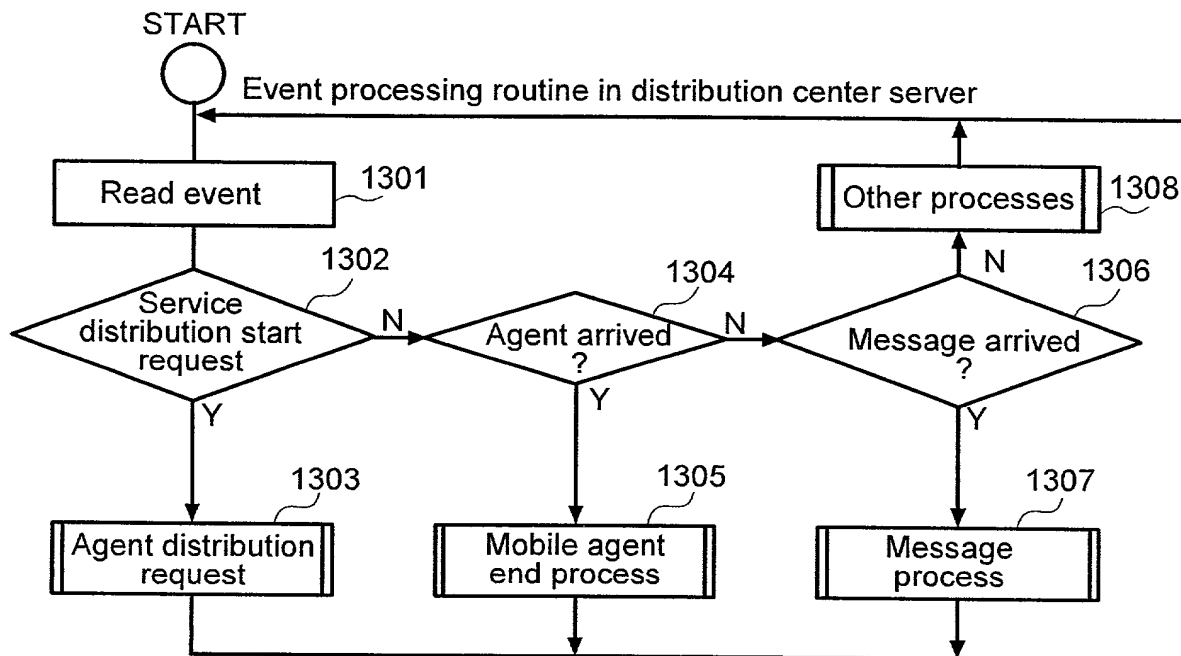 START
Event processing routine in distribution center server
Read event
1301
Other processes
1308
1302
Service
distribution start
request
N
Y
1304
Agent arrived
?
N
Y
N
1306
Message arrived
?
Y
1303
Agent distribution
request
1305
Mobile agent
end process
1307
Message
process